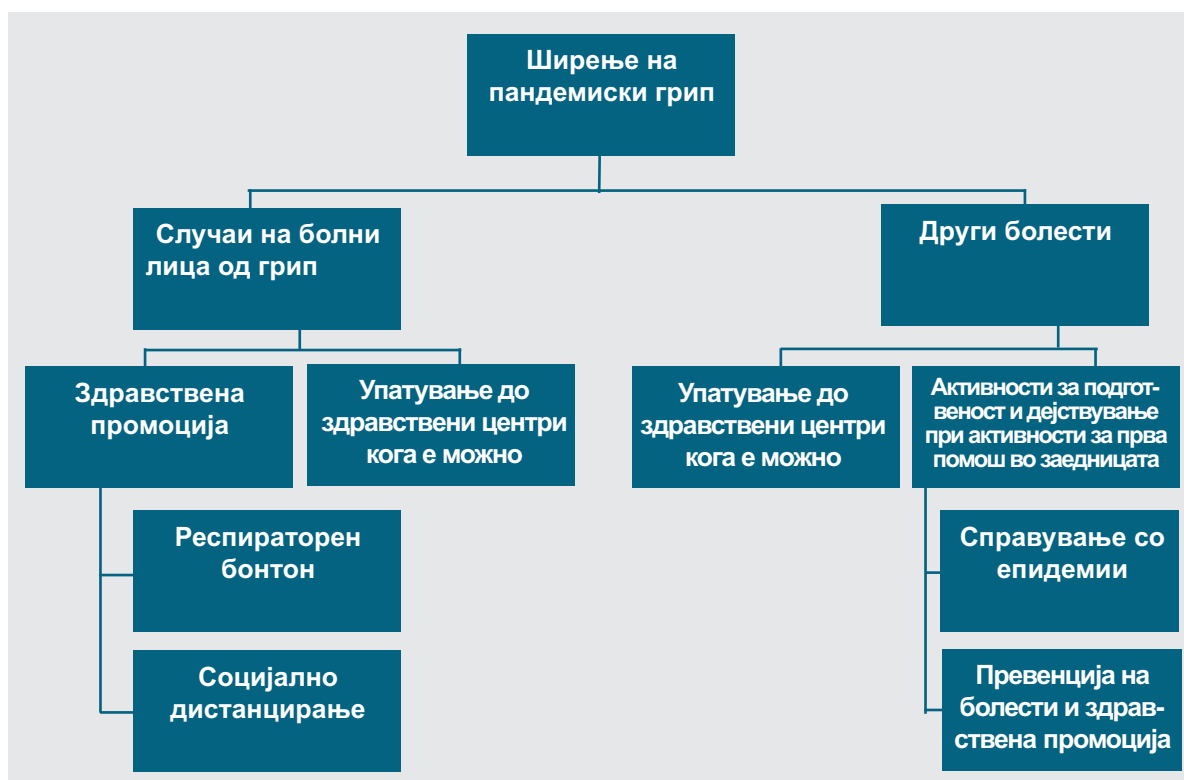 Ширење на
пандемиски грип
Случаи на болни
лица од грип
Други болести
Здравствена
промоција
Упатување до
здравствени центри
кога е можно
Упатување до
здравствени центри
кога е можно
Активности за подгот-
веност и дејствување
при активности за прва
помош во заедницата
Респираторен
бонтон
Справување со
епидемии
Социјално
дистанцирање
Превенција на
болести и здрав-
ствена промоција